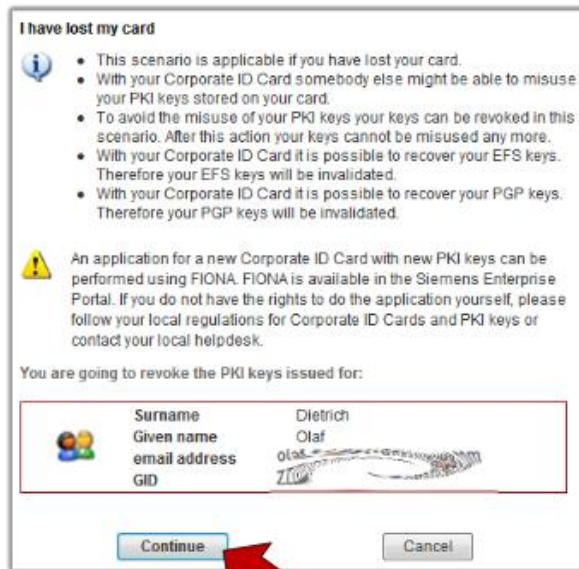 I have lost my card
• This scenario is applicable if you have lost your card.
• With your Corporate ID Card somebody else might be able to misuse
your PKI keys stored on your card.
• To avoid the misuse of your PKI keys your keys can be revoked in this
scenario. After this action your keys cannot be misused any more.
• With your Corporate ID Card it is possible to recover your EFS keys.
Therefore your EFS keys will be invalidated.
• With your Corporate ID Card it is possible to recover your PGP keys.
Therefore your PGP keys will be invalidated.
An application for a new Corporate ID Card with new PKI keys can be
performed using FIONA. FIONA is available in the Siemens Enterprise
Portal. If you do not have the rights to do the application yourself, please
follow your local regulations for Corporate ID Cards and PKI keys or
contact your local helpdesk.
You are going to revoke the PKI keys issued for:
Surname Dietrich
Given name Olaf
email address
GID
Continue Cancel